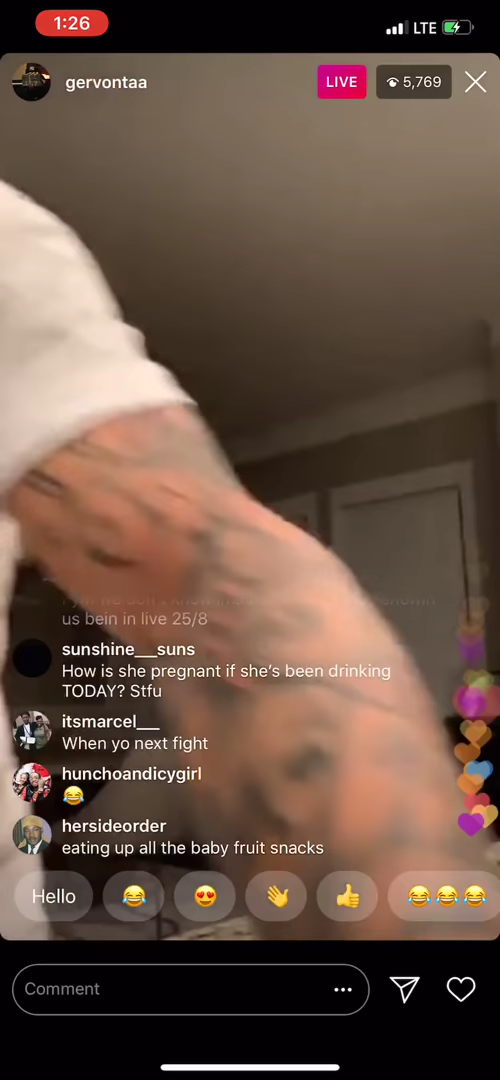 1:26
LTE
gervontaa
LIVE
5,769
us bein in live 25/8
sunshine___suns
How is she pregnant if she’s been drinking
TODAY? Stfu
itsmarcel___
When yo next fight
hunchoandicygirl
😂
hersideorder
eating up all the baby fruit snacks
Hello 😂 😍 👋 👍 😂😂😂
Comment